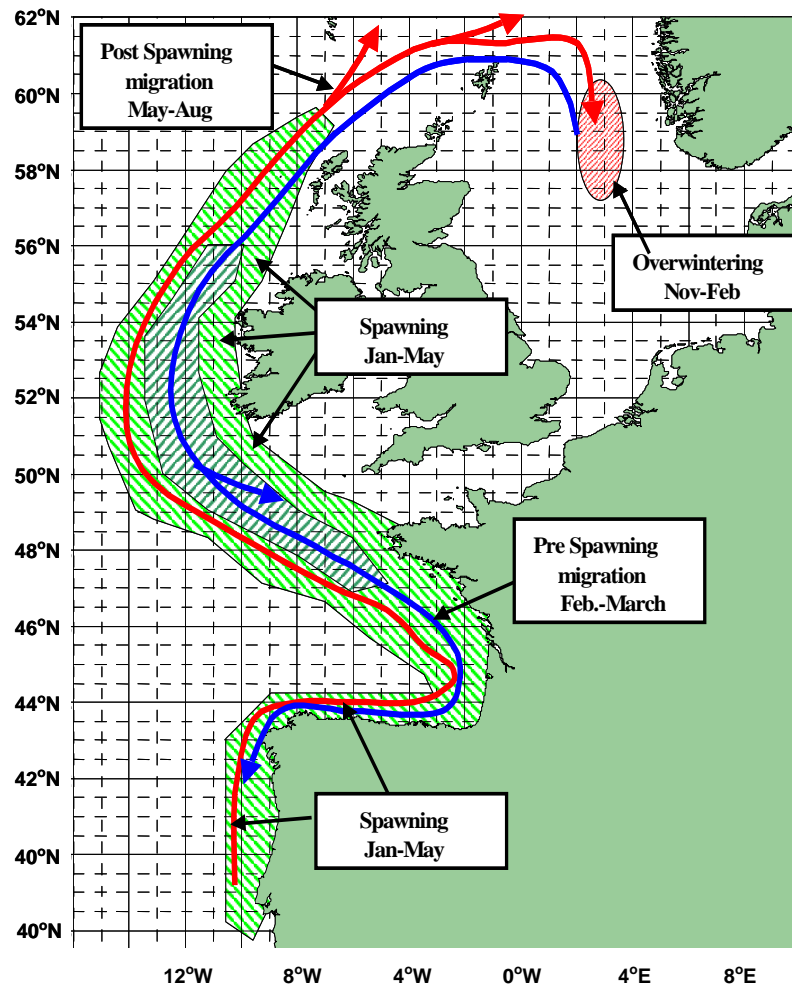 62°N
60°N
58°N
56°N
54°N
52°N
50°N
48°N
46°N
44°N
42°N
40°N
40°N
Post Spawning
migration
May-Aug
Overwintering
Nov-Feb
Spawning
Jan-May
Pre Spawning
migration
Feb.-March
Spawning
Jan-May
12°W
8°W
4°W
0°W
4°E
8°E